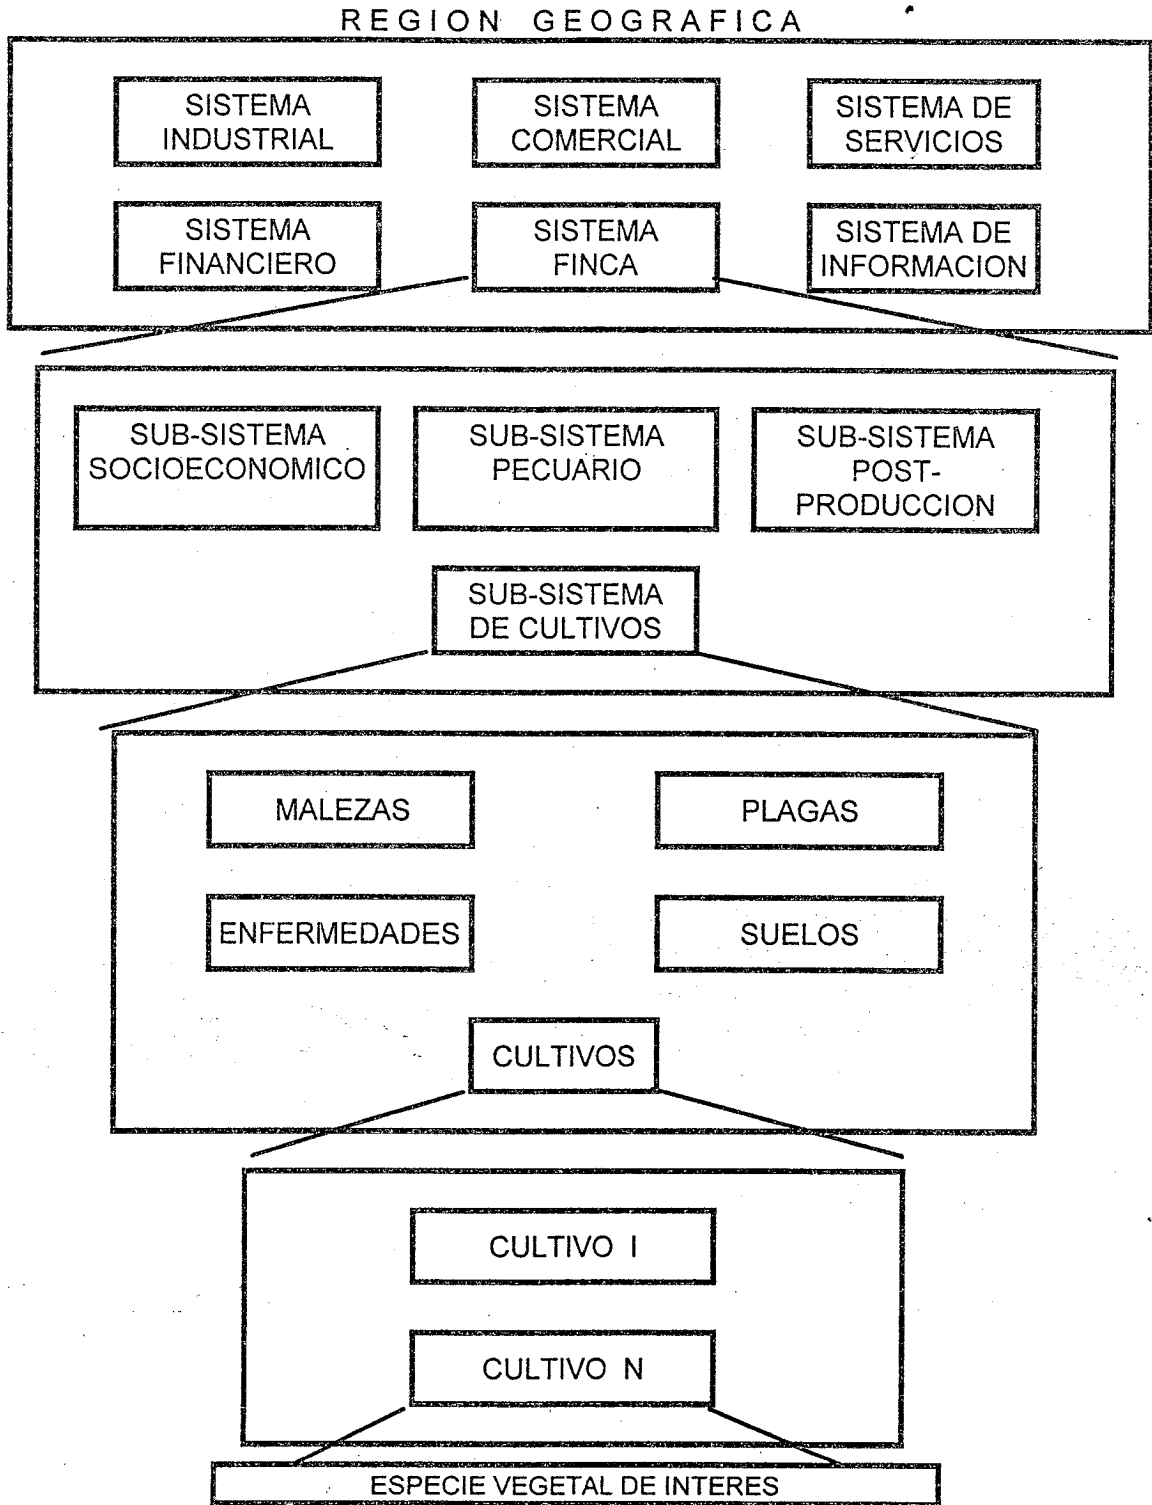 REGION GEOGRAFICA
SISTEMA
INDUSTRIAL
SISTEMA
COMERCIAL
SISTEMA DE
SERVICIOS
SISTEMA
FINANCIERO
SISTEMA
FINCA
SISTEMA DE
INFORMACION
SUB-SISTEMA
SOCIOECONOMICO
SUB-SISTEMA
PECUARIO
SUB-SISTEMA
POST-
PRODUCCION
SUB-SISTEMA
DE CULTIVOS
MALEZAS
PLAGAS
ENFERMEDADES
SUELOS
CULTIVOS
CULTIVO I
CULTIVO N
ESPECIE VEGETAL DE INTERES